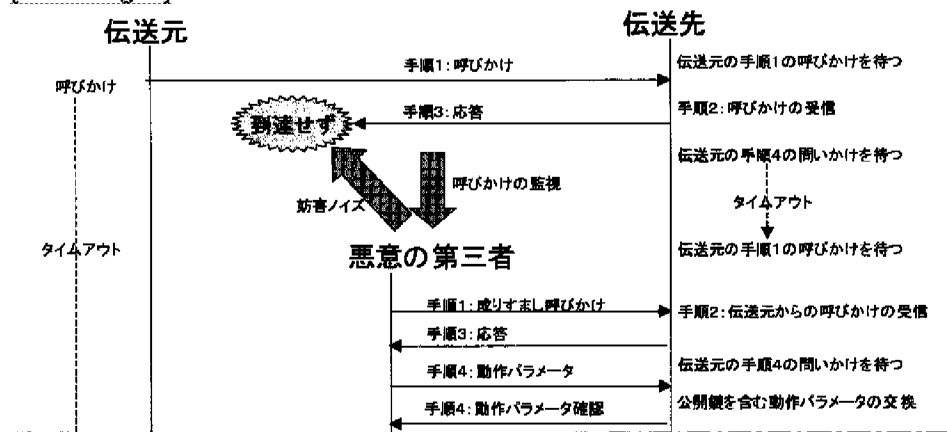 伝送元
伝送先
手順1:呼びかけ
伝送元の手順1の呼びかけを待つ
呼びかけ
手順3:応答
手順2:呼びかけの受信
到達せず
伝送元の手順4の問いかけを待つ
呼びかけの監視
妨害ノイズ
タイムアウト
タイムアウト
悪意の第三者
伝送元の手順1の呼びかけを待つ
手順1:成りすまし呼びかけ
手順2:伝送元からの呼びかけの受信
手順3:応答
伝送元の手順4の問いかけを待つ
手順4:動作パラメータ
公開鍵を含む動作パラメータの交換
手順4:動作パラメータ確認